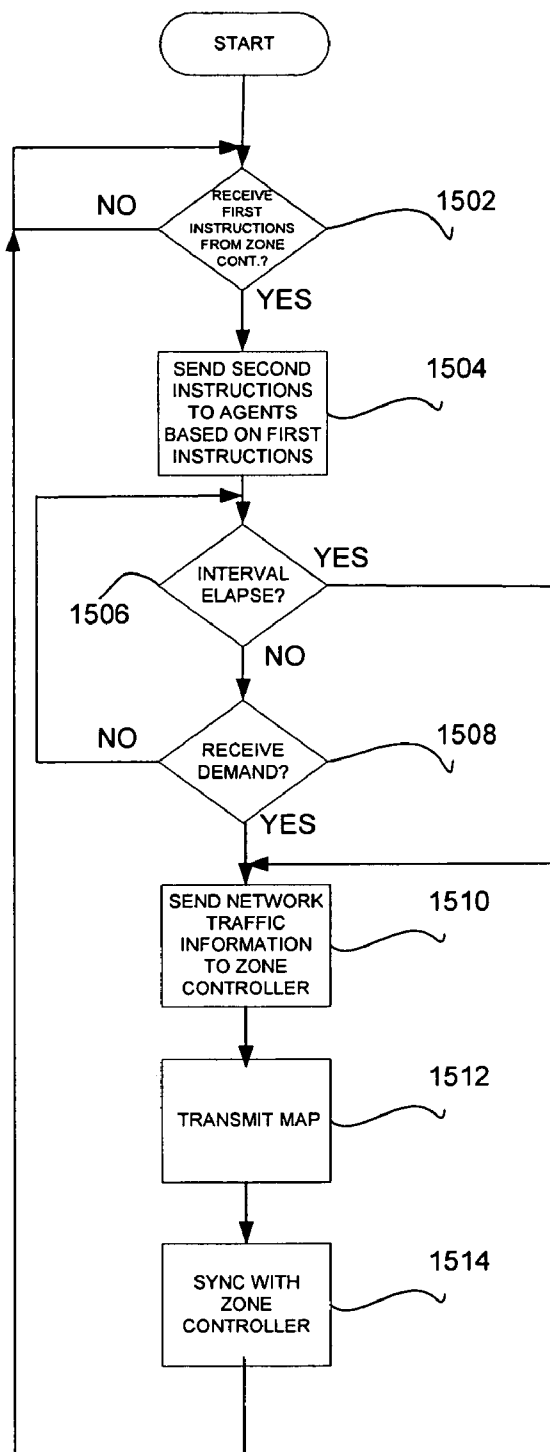 START
NO
RECEIVE
FIRST
INSTRUCTIONS
FROM ZONE
CONT.?
1502
YES
SEND SECOND
INSTRUCTIONS
TO AGENTS
BASED ON FIRST
INSTRUCTIONS
1504
YES
INTERVAL
ELAPSE?
1506
NO
NO
RECEIVE
DEMAND?
1508
YES
SEND NETWORK
TRAFFIC
INFORMATION
TO ZONE
CONTROLLER
1510
TRANSMIT MAP
1512
SYNC WITH
ZONE
CONTROLLER
1514